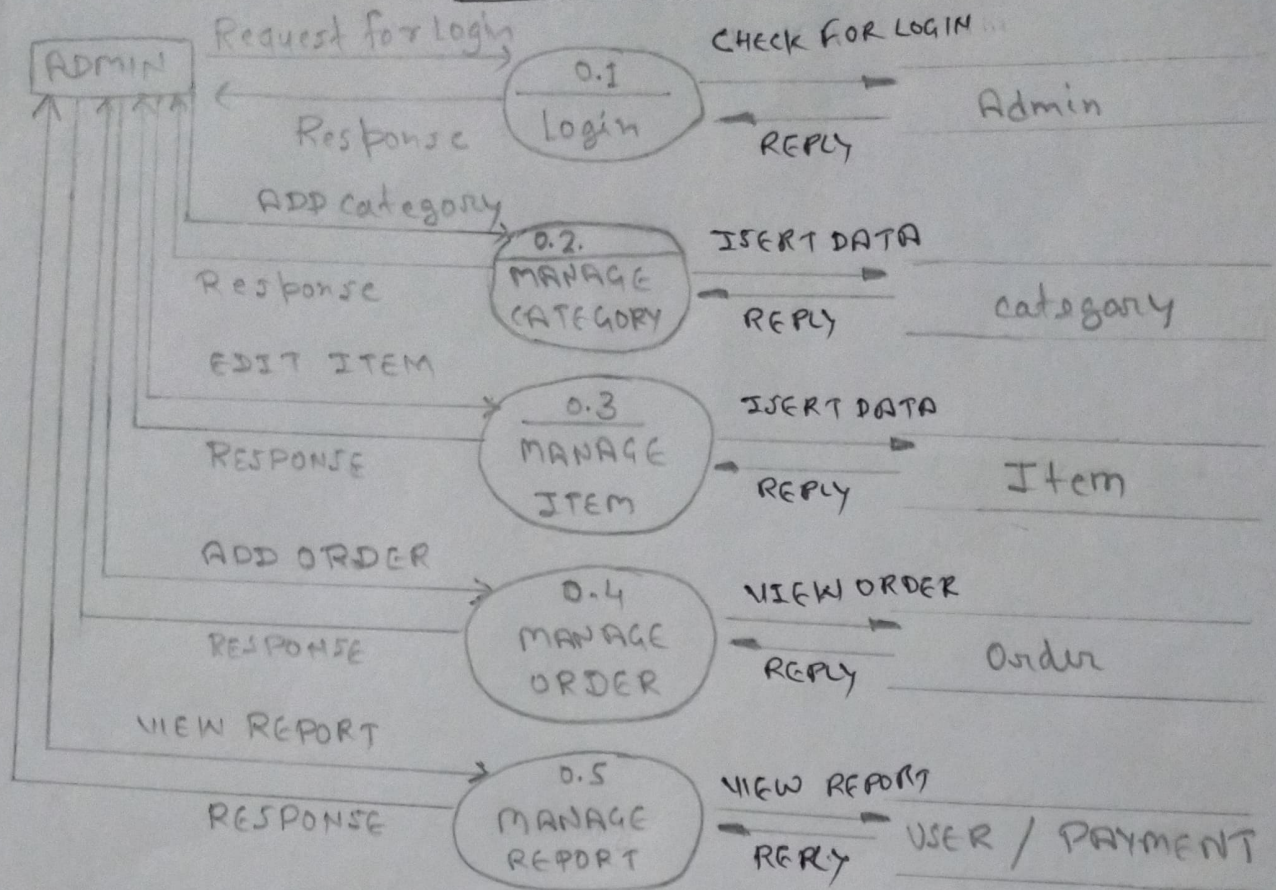 Request for Login
CHECK FOR LOGIN
ADMIN
0.1
Login
Admin
Response
REPLY
ADD Category
0.2.
MANAGE
CATEGORY
ISERT DATA
Response
REPLY
category
EDIT ITEM
0.3
MANAGE
ITEM
ISERT DATA
RESPONSE
REPLY
Item
ADD ORDER
0.4
MANAGE
ORDER
VIEW ORDER
RESPONSE
REPLY
Order
VIEW REPORT
0.5
MANAGE
REPORT
VIEW REPORT
RESPONSE
REPLY
USER / PAYMENT